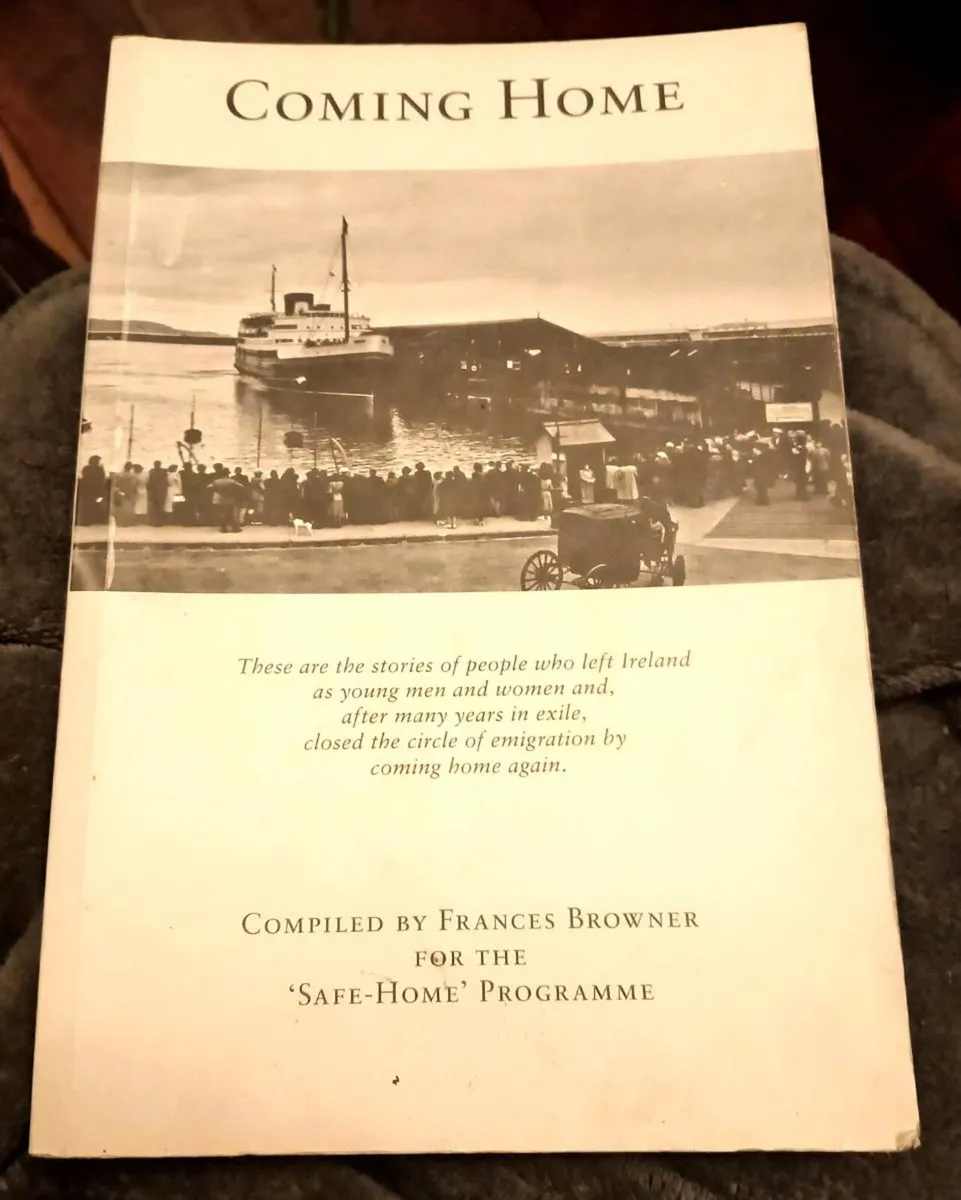 COMING HOME
These are the stories of people who left Ireland
as young men and women and,
after many years in exile,
closed the circle of emigration by
coming home again.
COMPILED BY FRANCES BROWNER
FOR THE
‘SAFE-HOME’ PROGRAMME